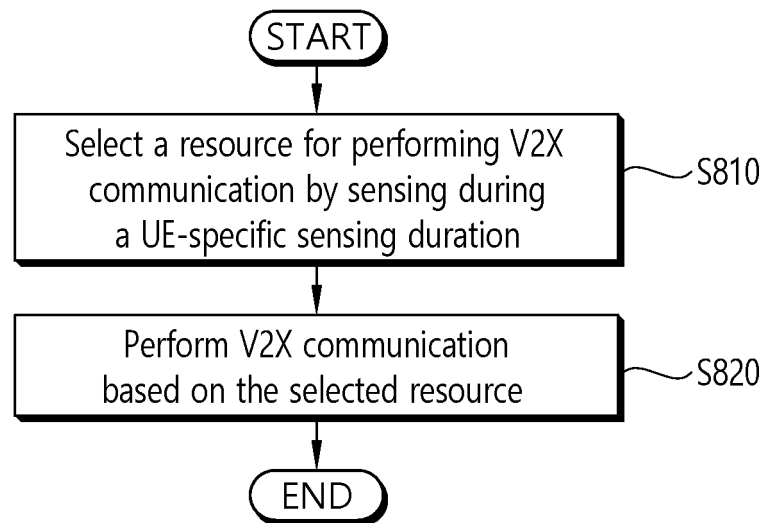 START
Select a resource for performing V2X
communication by sensing during
a UE-specific sensing duration
S810
Perform V2X communication
based on the selected resource
S820
END